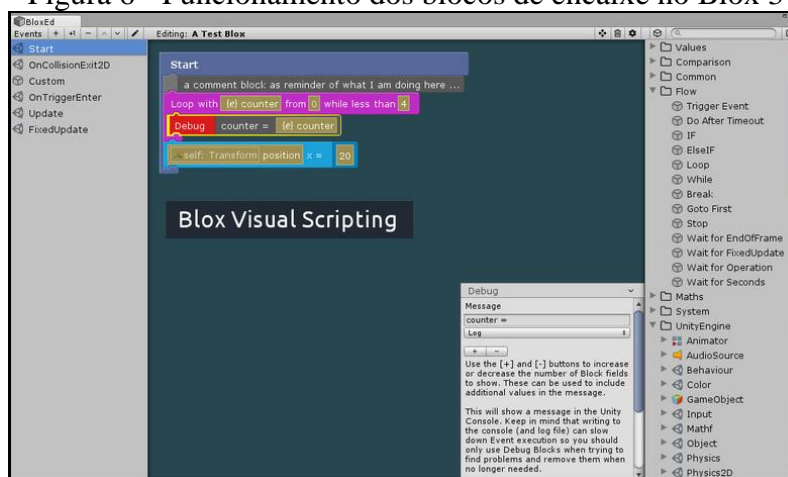 Figura 6 - Funcionamento dos blocos de encaixe no Blox 3
BloxEd
Events + +! -
Editing: A Test Blox
Start
OnCollisionExit2D
Custom
OnTriggerEnter
Update
FixedUpdate
Start
a comment block: as reminder of what I am doing here ...
Loop with (e) counter from 0 while less than 4
Debug counter = (e) counter
self: Transform position x = 20
Blox Visual Scripting
Debug
Message
counter =
Log
+ -
Use the [+] and [-] buttons to increase
or decrease the number of Block fields
to show. These can be used to include
additional values in the message.
This will show a message in the Unity
Console. Keep in mind that writing to
the console (and log file) can slow
down Event execution so you should
only use Debug Blocks when trying to
find problems and remove them when
no longer needed.
Values
Comparison
Common
Flow
Trigger Event
Do After Timeout
IF
ElseIF
Loop
While
Break
Goto First
Stop
Wait for EndOfFrame
Wait for FixedUpdate
Wait for Operation
Wait for Seconds
Maths
System
UnityEngine
Animator
AudioSource
Behaviour
Color
GameObject
Input
Mathf
Object
Physics
Physics2D